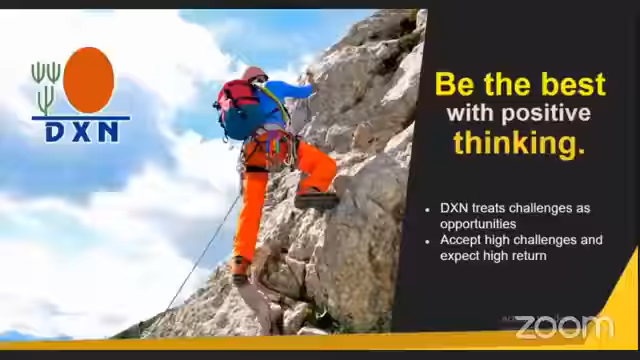 DXN
Be the best
with positive
thinking.
• DXN treats challenges as
opportunities
• Accept high challenges and
expect high return
zoom